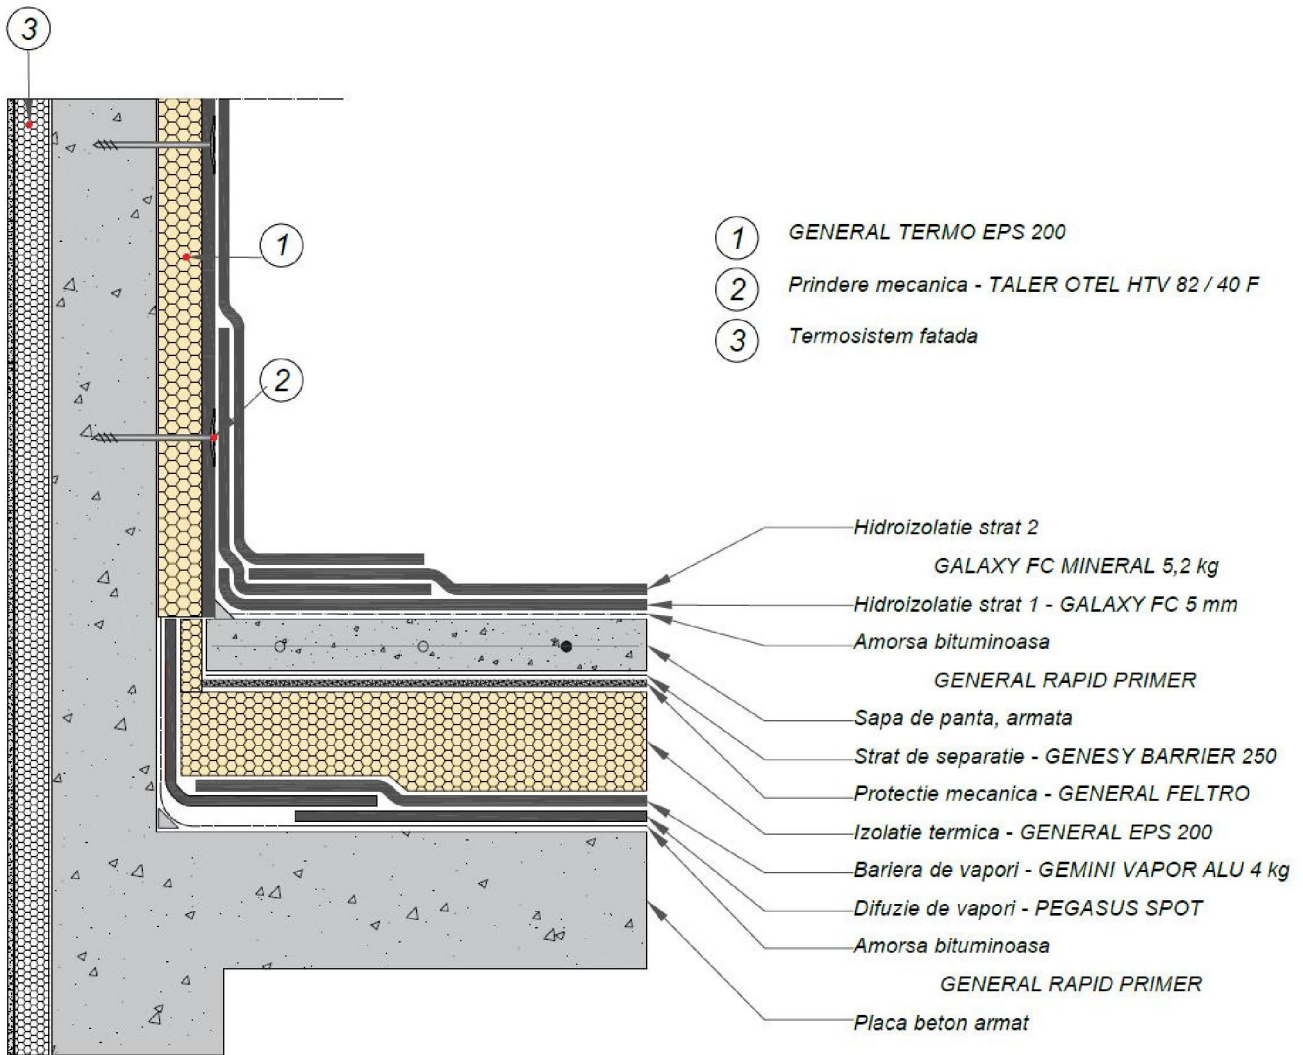 3
1
2
1 GENERAL TERMO EPS 200
2 Prindere mecanica - TALER OTEL HTV 82 / 40 F
3 Termosistem fatada
Hidroizolatie strat 2
GALAXY FC MINERAL 5,2 kg
Hidroizolatie strat 1 - GALAXY FC 5 mm
Amorsa bituminoasa
GENERAL RAPID PRIMER
Sapa de panta, armata
Strat de separatie - GENESY BARRIER 250
Protectie mecanica - GENERAL FELTRO
Izolatie termica - GENERAL EPS 200
Bariera de vapori - GEMINI VAPOR ALU 4 kg
Difuzie de vapori - PEGASUS SPOT
Amorsa bituminoasa
GENERAL RAPID PRIMER
Placa beton armat